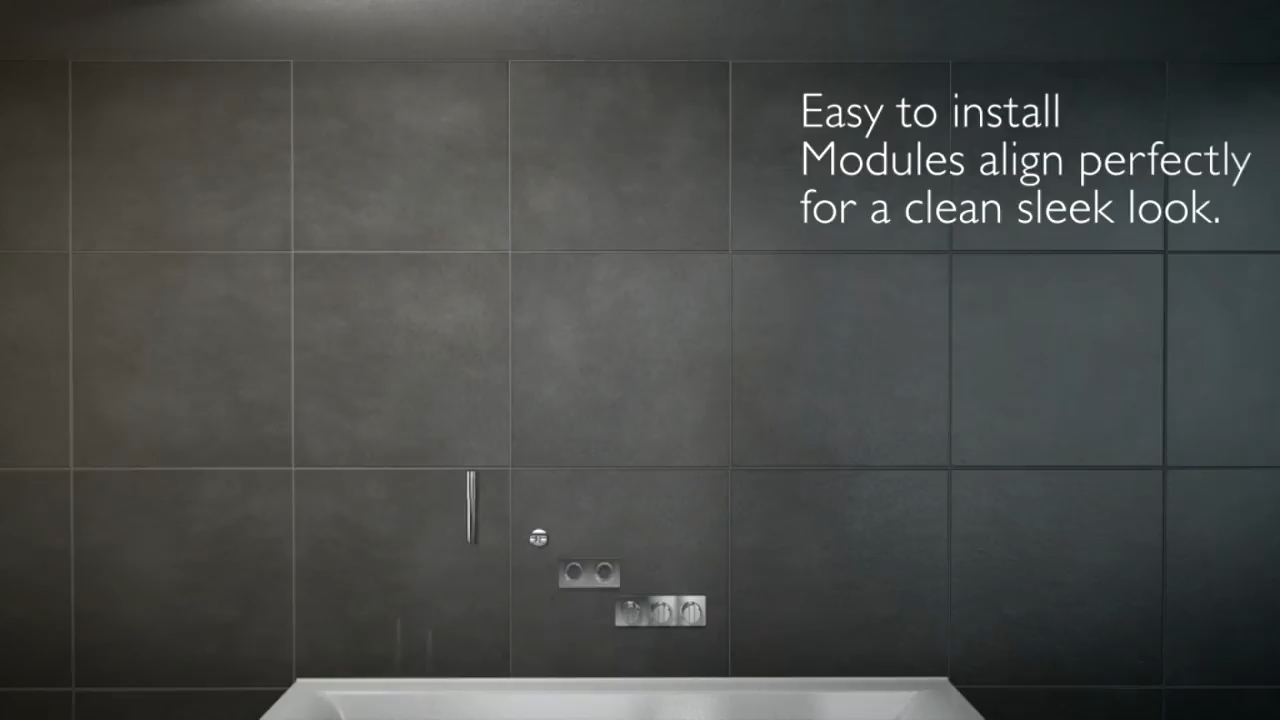 Easy to install
Modules align perfectly
for a clean sleek look.